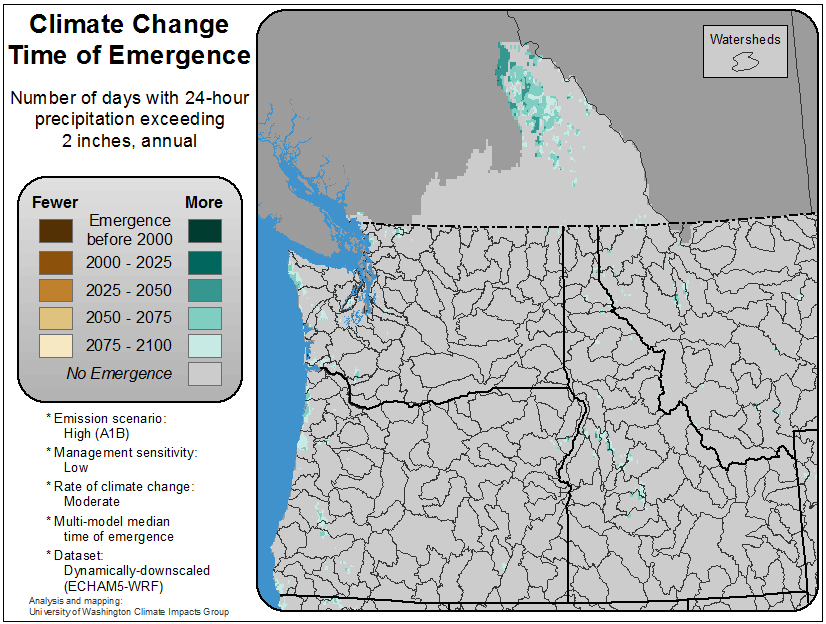 Climate Change
Time of Emergence
Number of days with 24-hour
precipitation exceeding
2 inches, annual
Fewer More
Emergence
before 2000
2000 - 2025
2025 - 2050
2050 - 2075
2075 - 2100
No Emergence
* Emission scenario:
High (A1B)
* Management sensitivity:
Low
* Rate of climate change:
Moderate
* Multi-model median
time of emergence
* Dataset:
Dynamically-downscaled
(ECHAM5-WRF)
Analysis and mapping:
University of Washington Climate Impacts Group
Watersheds